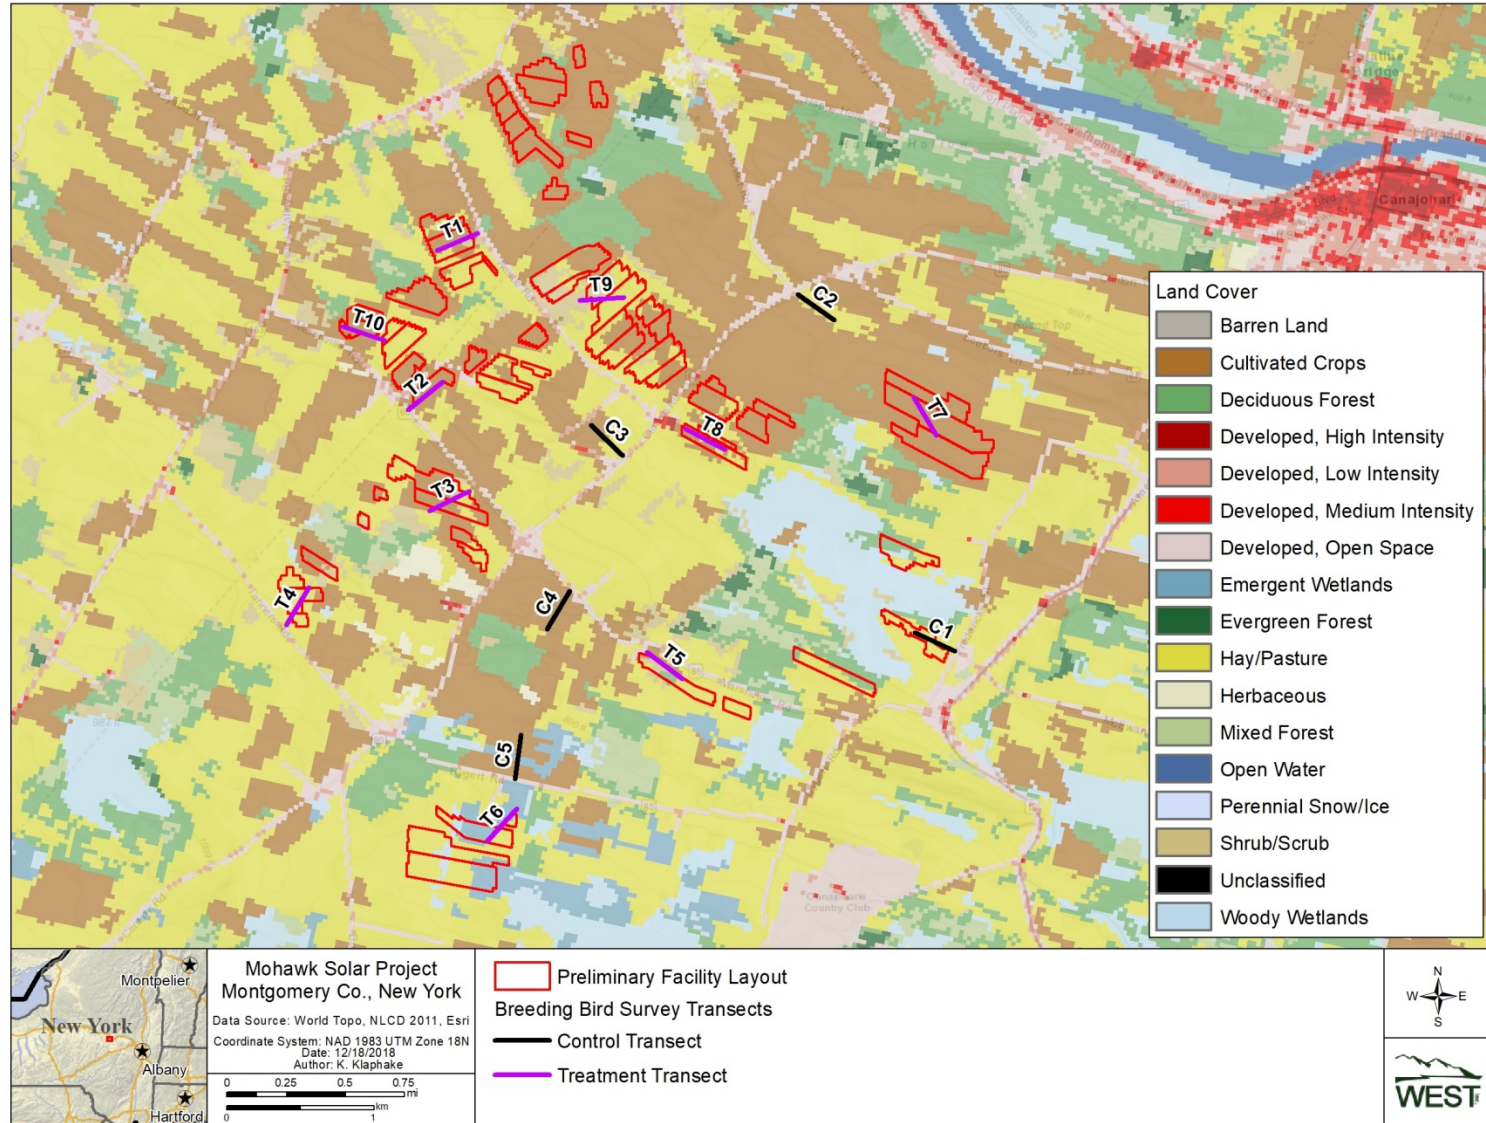 Canajohari
Canajoharie
Country Club
T1
T9
C2
T10
T2
C3
T8
T7
T3
C4
T4
T5
C1
C5
T6
Land Cover
Barren Land
Cultivated Crops
Deciduous Forest
Developed, High Intensity
Developed, Low Intensity
Developed, Medium Intensity
Developed, Open Space
Emergent Wetlands
Evergreen Forest
Hay/Pasture
Herbaceous
Mixed Forest
Open Water
Perennial Snow/Ice
Shrub/Scrub
Unclassified
Woody Wetlands
Montpelier
New York
Albany
Hartford
Mohawk Solar Project
Montgomery Co., New York
Data Source: World Topo, NLCD 2011, Esri
Coordinate System: NAD 1983 UTM Zone 18N
Date: 12/18/2018
Author: K. Klaphake
0 0.25 0.5 0.75
mi
km
0 1
Preliminary Facility Layout
Breeding Bird Survey Transects
Control Transect
Treatment Transect
N
W E
S
WEST